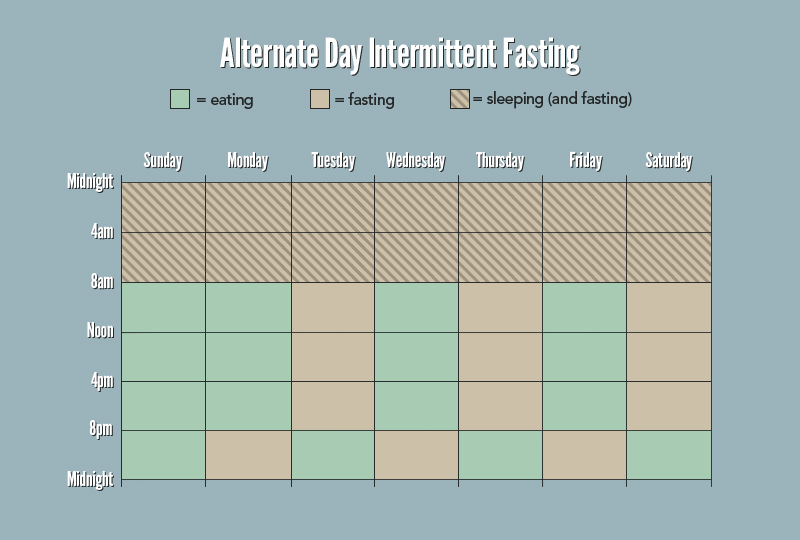 Alternate Day Intermittent Fasting
= eating = fasting = sleeping (and fasting)
Sunday Monday Tuesday Wednesday Thursday Friday Saturday
Midnight
4am
8am
Noon
4pm
8pm
Midnight